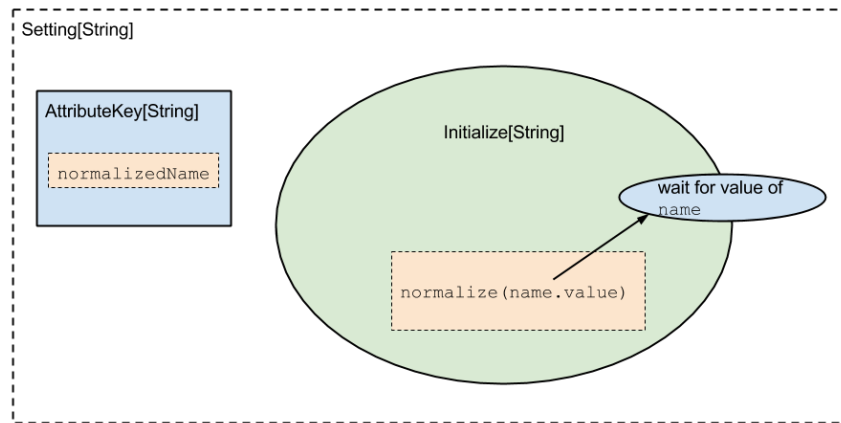 Setting[String]
AttributeKey[String]
normalizedName
Initialize[String]
wait for value of
name
normalize(name.value)